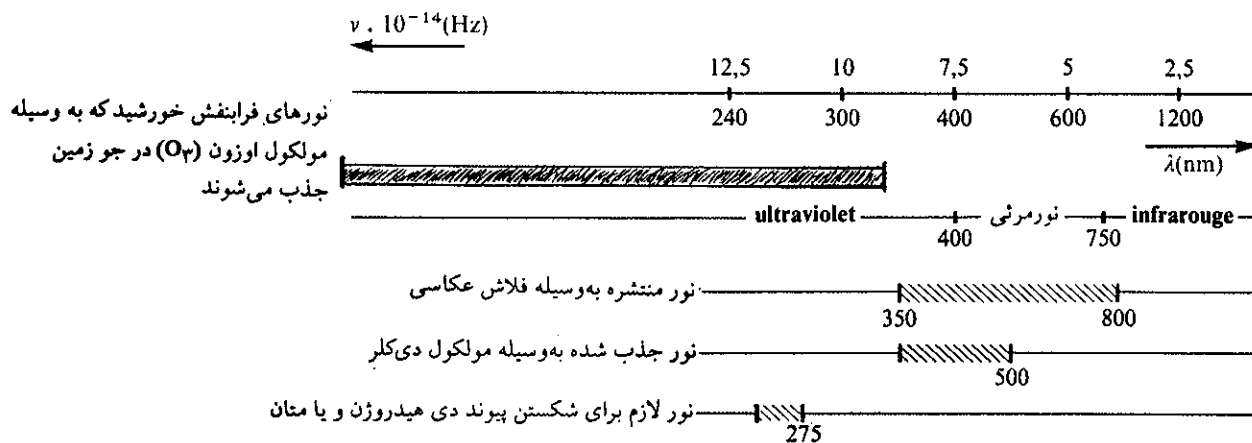 ν . 10⁻¹⁴(Hz)
12,5 10 7,5 5 2,5
240 300 400 600 1200
λ(nm)
نورهای فرابنفش خورشید که به وسیله
مولکول اوزون (O۳) در جو زمین
جذب می‌شوند
ultraviolet نورمرئی infrarouge
400 750
نور منتشره به‌وسیله فلاش عکاسی
350 800
نور جذب شده به‌وسیله مولکول دی‌کلر
500
نور لازم برای شکستن پیوند دی هیدروژن و یا متان
275